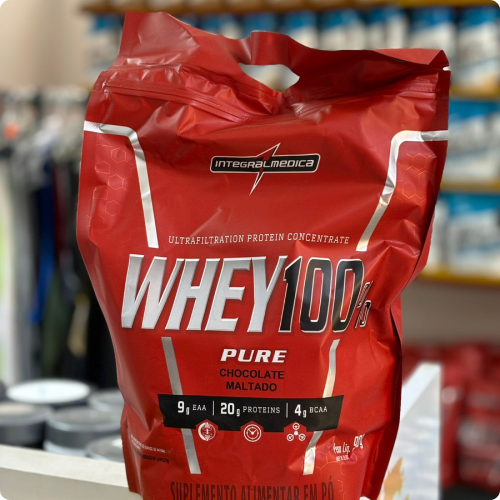 INTEGRALMEDICA
ULTRAFILTRATION PROTEIN CONCENTRATE
WHEY100%
PURE
CHOCOLATE
MALTADO
9g EAA | 20g PROTEINS | 4g BCAA
SUPLEMENTO ALIMENTAR EM PÓ